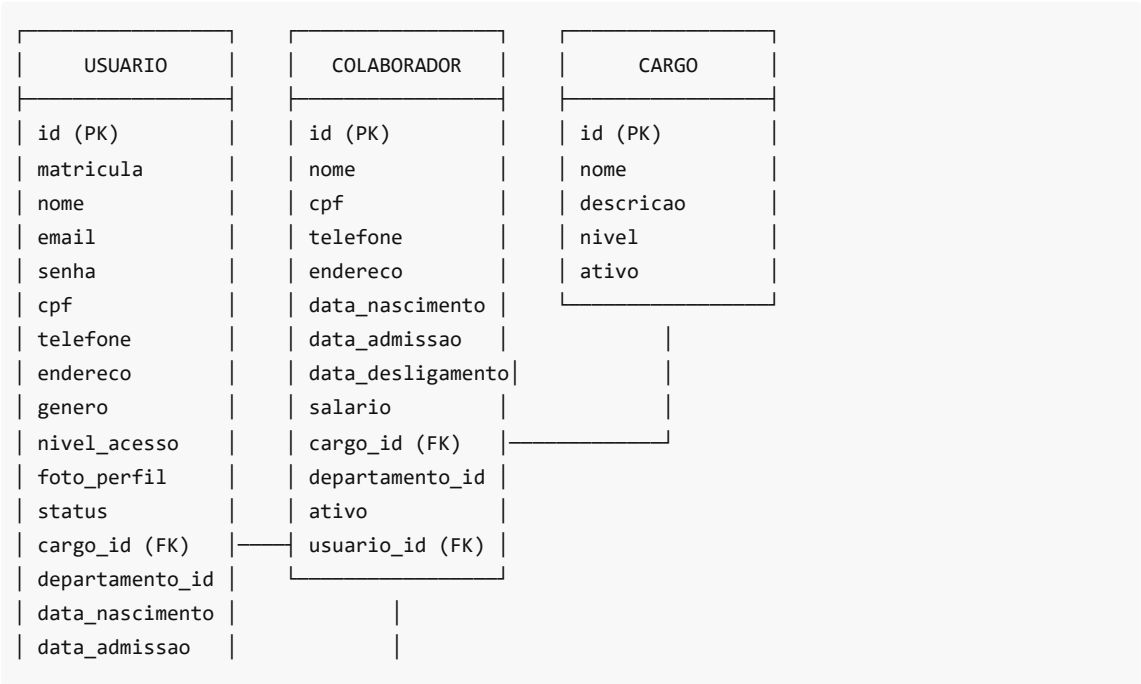 USUARIO COLABORADOR CARGO
id (PK) id (PK) id (PK)
matricula nome nome
nome cpf descricao
email telefone nivel
senha endereco ativo
cpf data_nascimento
telefone data_admissao
endereco data_desligamento
genero salario
nivel_acesso cargo_id (FK)
foto_perfil departamento_id
status ativo
cargo_id (FK) usuario_id (FK)
departamento_id
data_nascimento
data_admissao